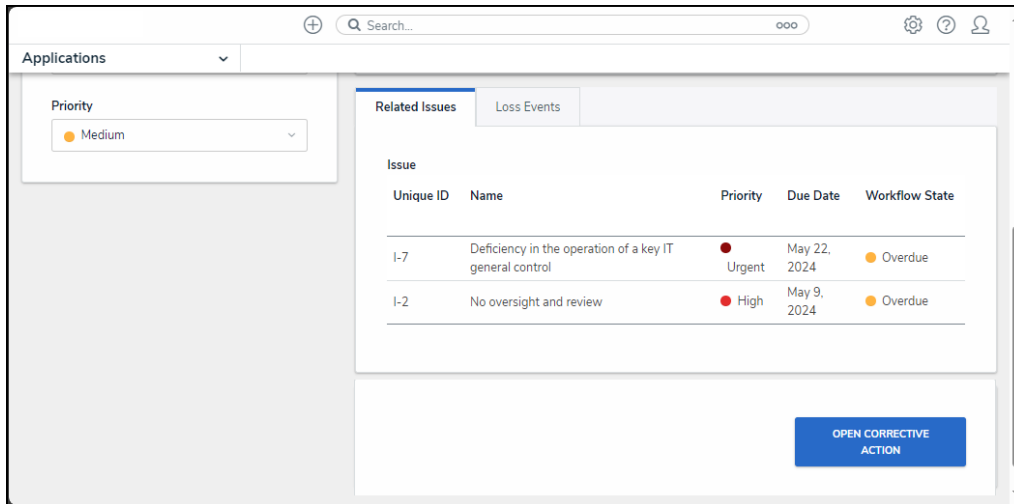 Search...
Applications
Priority
Medium
Related Issues
Loss Events
Issue
Unique ID Name Priority Due Date Workflow State
I-7 Deficiency in the operation of a key IT general control Urgent May 22, 2024 Overdue
I-2 No oversight and review High May 9, 2024 Overdue
OPEN CORRECTIVE
ACTION